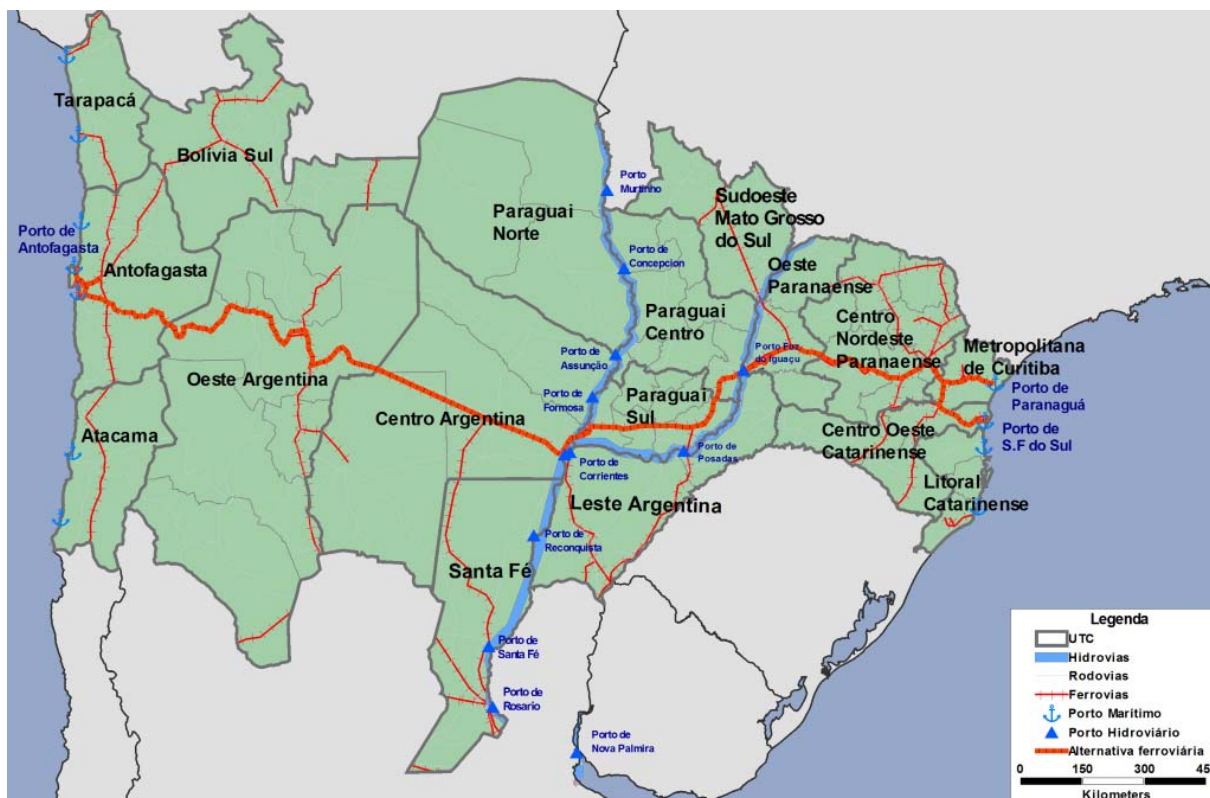 Tarapacá
Bolívia Sul
Porto
Murtinho
Paraguai
Norte
Sudoeste
Mato Grosso
do Sul
Porto de
Antofagasta
Porto de
Concepcion
Antofagasta
Oeste
Paranaense
Paraguai
Centro
Centro
Nordeste
Paranaense
Porto de
Assunção
Porto Foz
do Iguaçu
Metropolitana
de Curitiba
Oeste Argentina
Porto de
Formosa
Paraguai
Sul
Porto de
Paranaguá
Centro Argentina
Atacama
Porto de
S.F do Sul
Centro Oeste
Catarinense
Porto de
Corrientes
Porto de
Posadas
Litoral
Catarinense
Leste Argentina
Porto de
Reconquista
Santa Fé
Porto de
Santa Fé
Porto de
Rosario
Porto de
Nova Palmira
Legenda
UTC
Hidrovias
Rodovias
Ferrovias
Porto Marítimo
Porto Hidroviário
Alternativa ferroviária
0 150 300 45
Kilometers